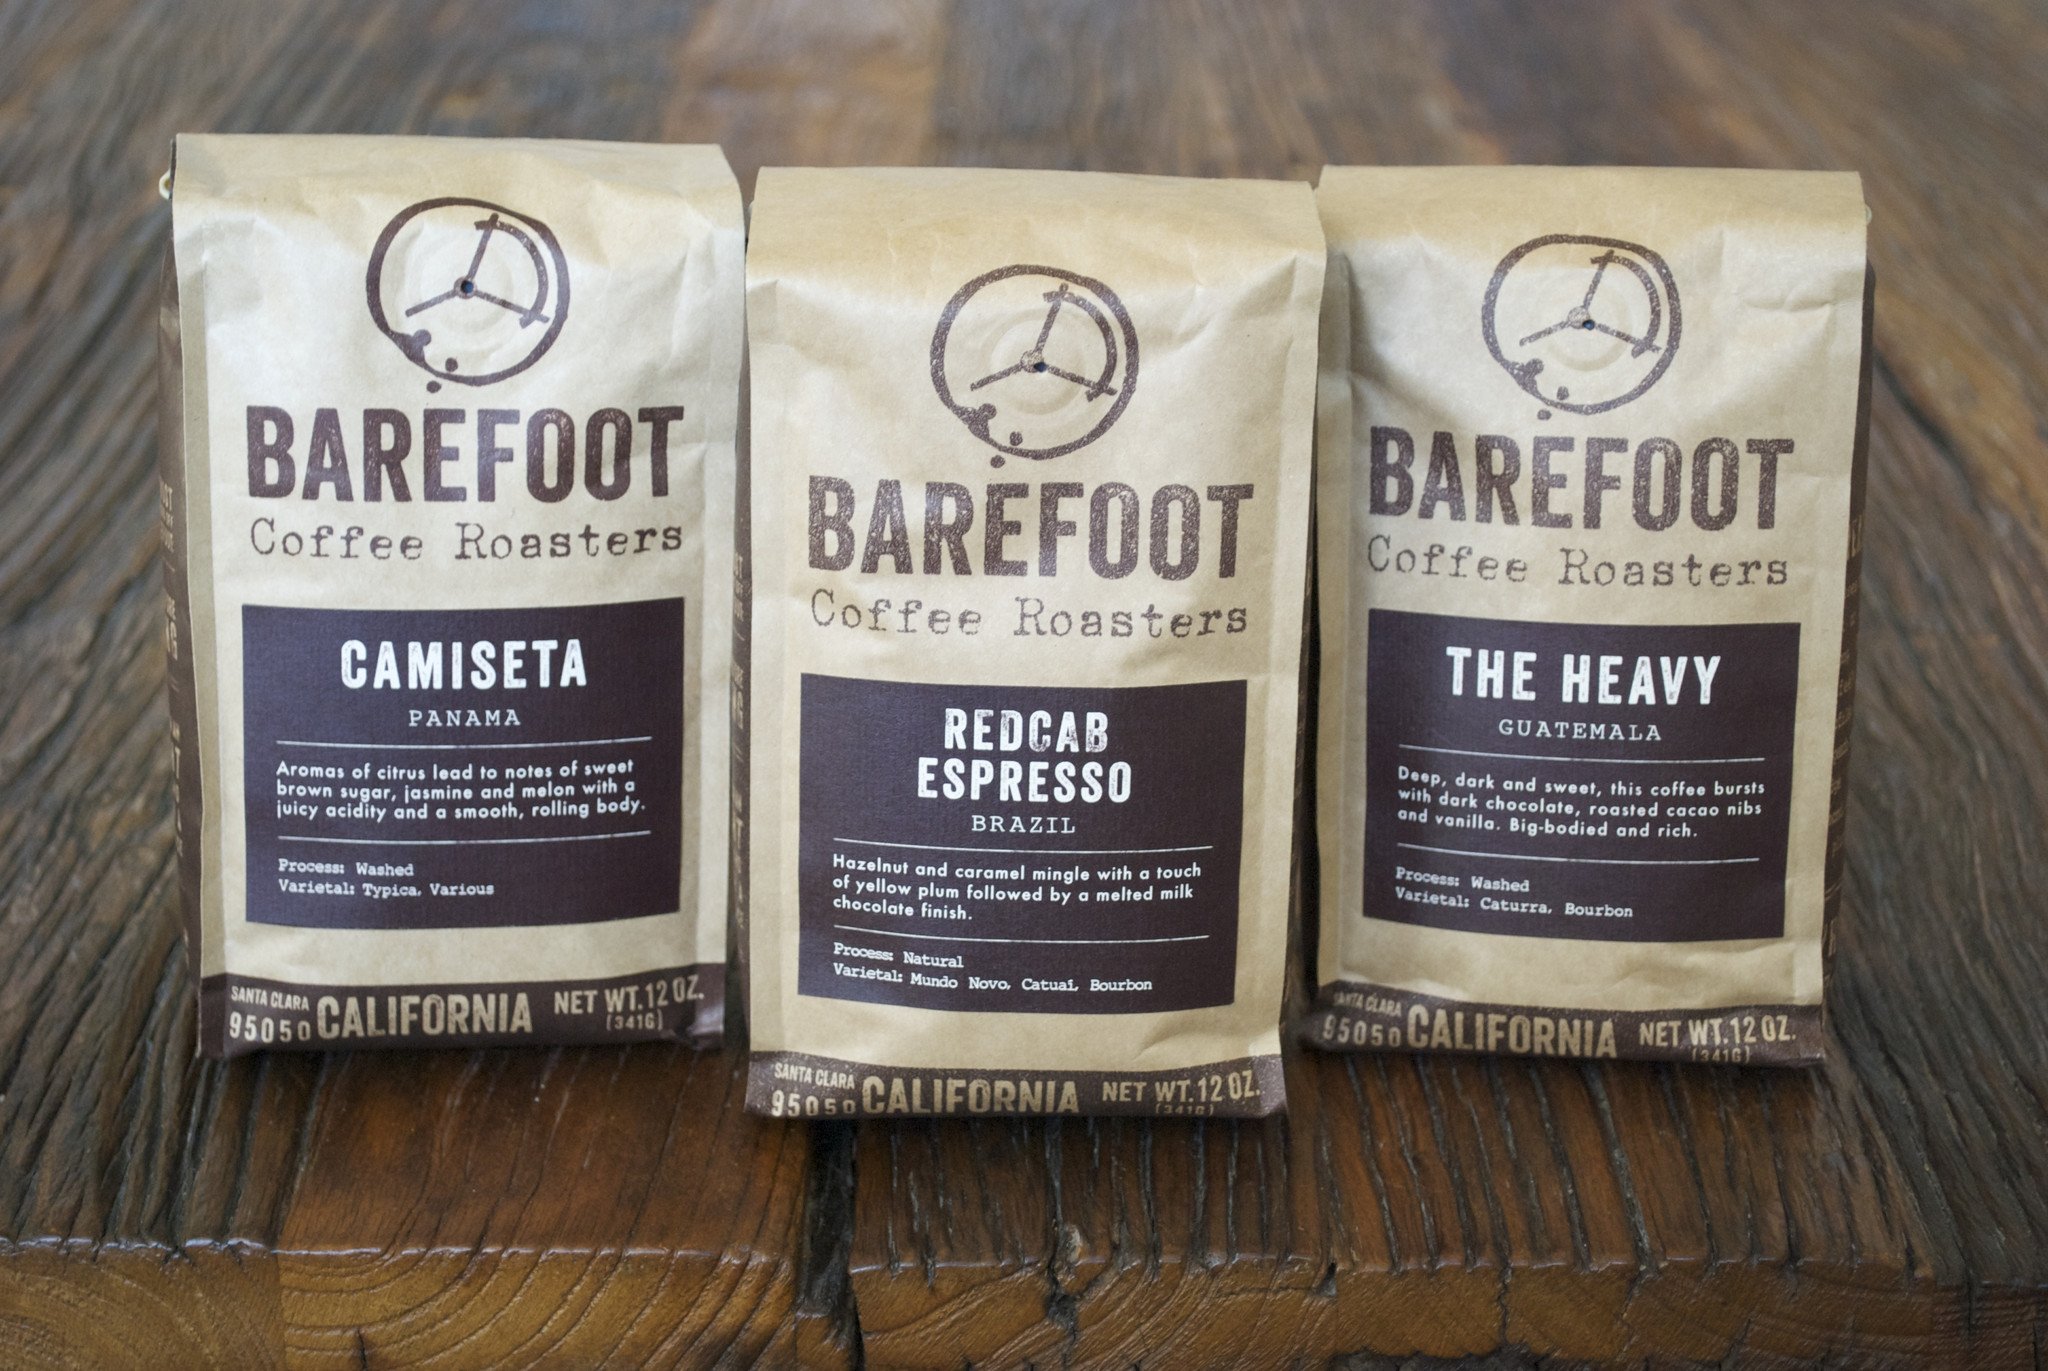 BAREFOOT
Coffee Roasters
CAMISETA
PANAMA
Aromas of citrus lead to notes of sweet
brown sugar, jasmine and melon with a
juicy acidity and a smooth, rolling body.
Process: Washed
Varietal: Typica, Various
SANTA CLARA
95050 CALIFORNIA NET WT. 12 OZ.
(341G)
BAREFOOT
Coffee Roasters
REDCAB
ESPRESSO
BRAZIL
Hazelnut and caramel mingle with a touch
of yellow plum followed by a melted milk
chocolate finish.
Process: Natural
Varietal: Mundo Novo, Catuai, Bourbon
SANTA CLARA
95050 CALIFORNIA NET WT. 12 OZ.
(341G)
BAREFOOT
Coffee Roasters
THE HEAVY
GUATEMALA
Deep, dark and sweet, this coffee bursts
with dark chocolate, roasted cacao nibs
and vanilla. Big-bodied and rich.
Process: Washed
Varietal: Caturra, Bourbon
SANTA CLARA
95050 CALIFORNIA NET WT. 12 OZ.
(341G)